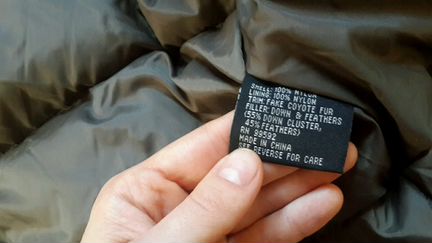 SHELL: 100% NYLON
LINING: 100% NYLON
TRIM: FAKE COYOTE FUR
FILLER: DOWN & FEATHERS
(55% DOWN CLUSTER,
45% FEATHERS)
RN 99592
MADE IN CHINA
SEE REVERSE FOR CARE